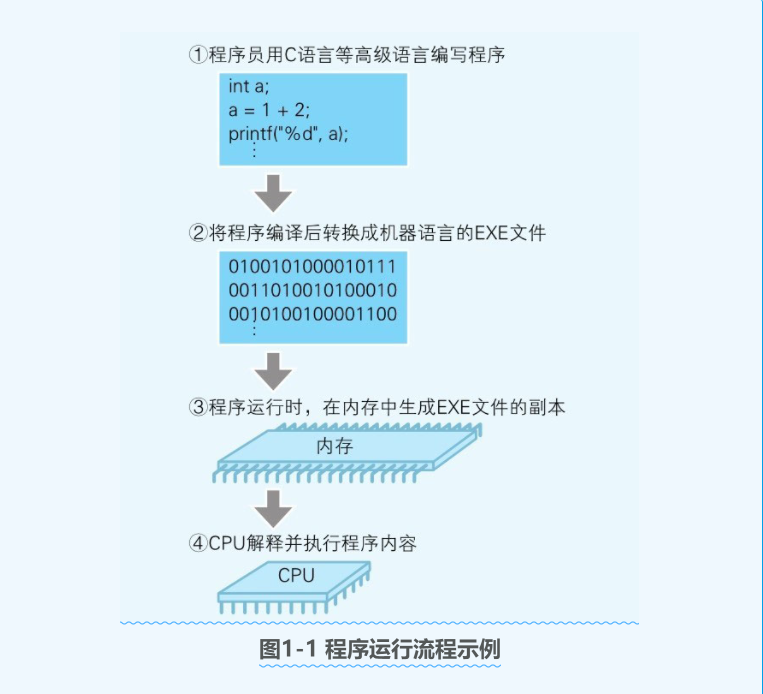 ①程序员用C语言等高级语言编写程序
int a;
a = 1 + 2;
printf("%d", a);
⋮
②将程序编译后转换成机器语言的EXE文件
0100101000010111
0011010010100010
0010100100001100
⋮
③程序运行时，在内存中生成EXE文件的副本
内存
④CPU解释并执行程序内容
CPU
图1-1 程序运行流程示例